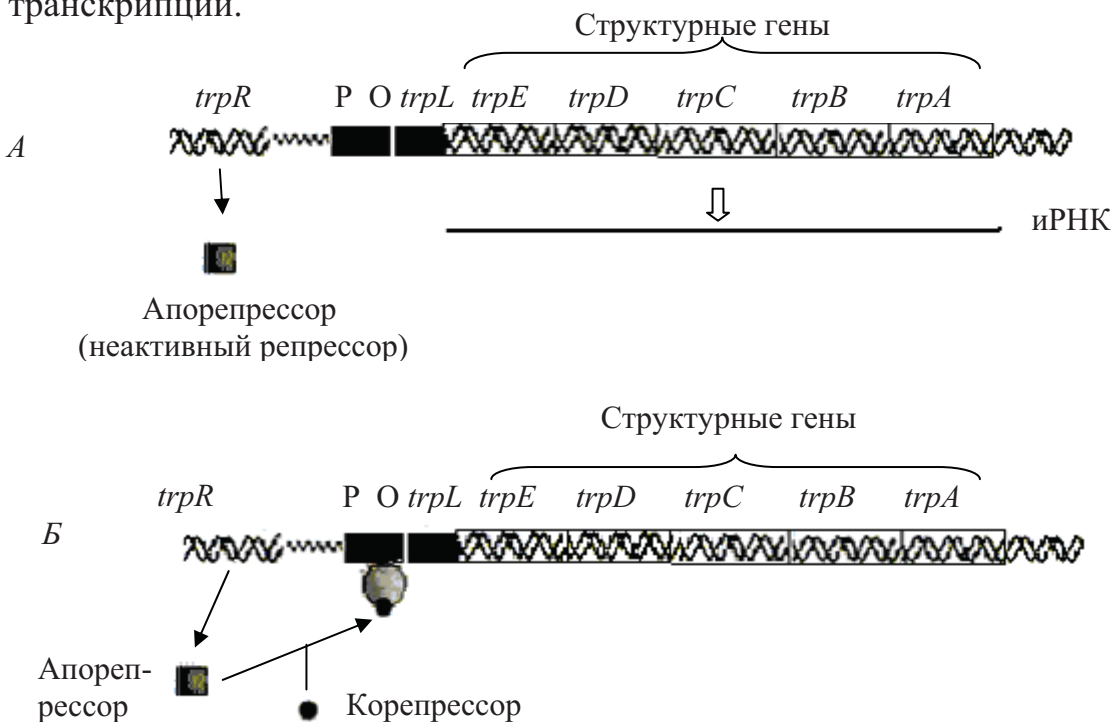 транскрипции.
Структурные гены
trpR P O trpL trpE trpD trpC trpB trpA
А
иРНК
Апорепрессор
(неактивный репрессор)
Структурные гены
trpR P O trpL trpE trpD trpC trpB trpA
Б
Апореп-
рессор
Корепрессор